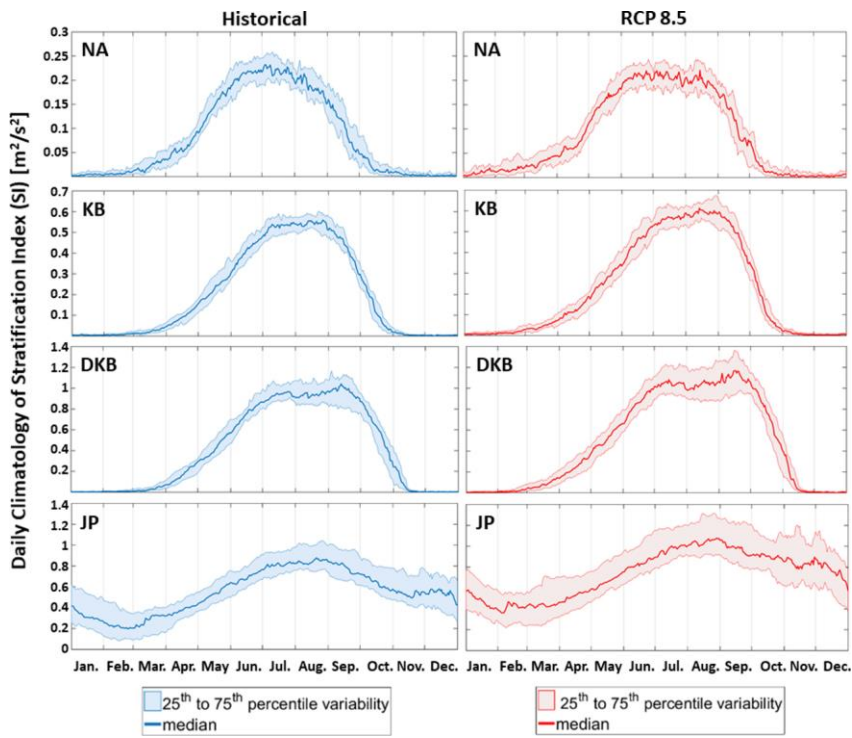 Historical
RCP 8.5
Daily Climatology of Stratification Index (SI) [m²/s²]
NA
0.3
0.25
0.2
0.15
0.1
0.05
NA
KB
0.7
0.6
0.5
0.4
0.3
0.2
0.1
KB
DKB
1.4
1.2
1
0.8
0.6
0.4
0.2
DKB
JP
1.4
1.2
1
0.8
0.6
0.4
0.2
0
JP
Jan. Feb. Mar. Apr. May Jun. Jul. Aug. Sep. Oct. Nov. Dec.
Jan. Feb. Mar. Apr. May Jun. Jul. Aug. Sep. Oct. Nov. Dec.
25th to 75th percentile variability
median
25th to 75th percentile variability
median